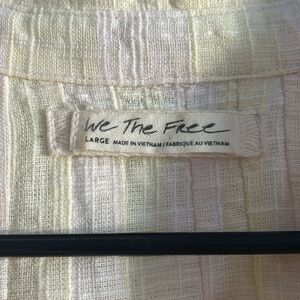 We The Free
LARGE MADE IN VIETNAM / FABRIQUÉ AU VIETNAM